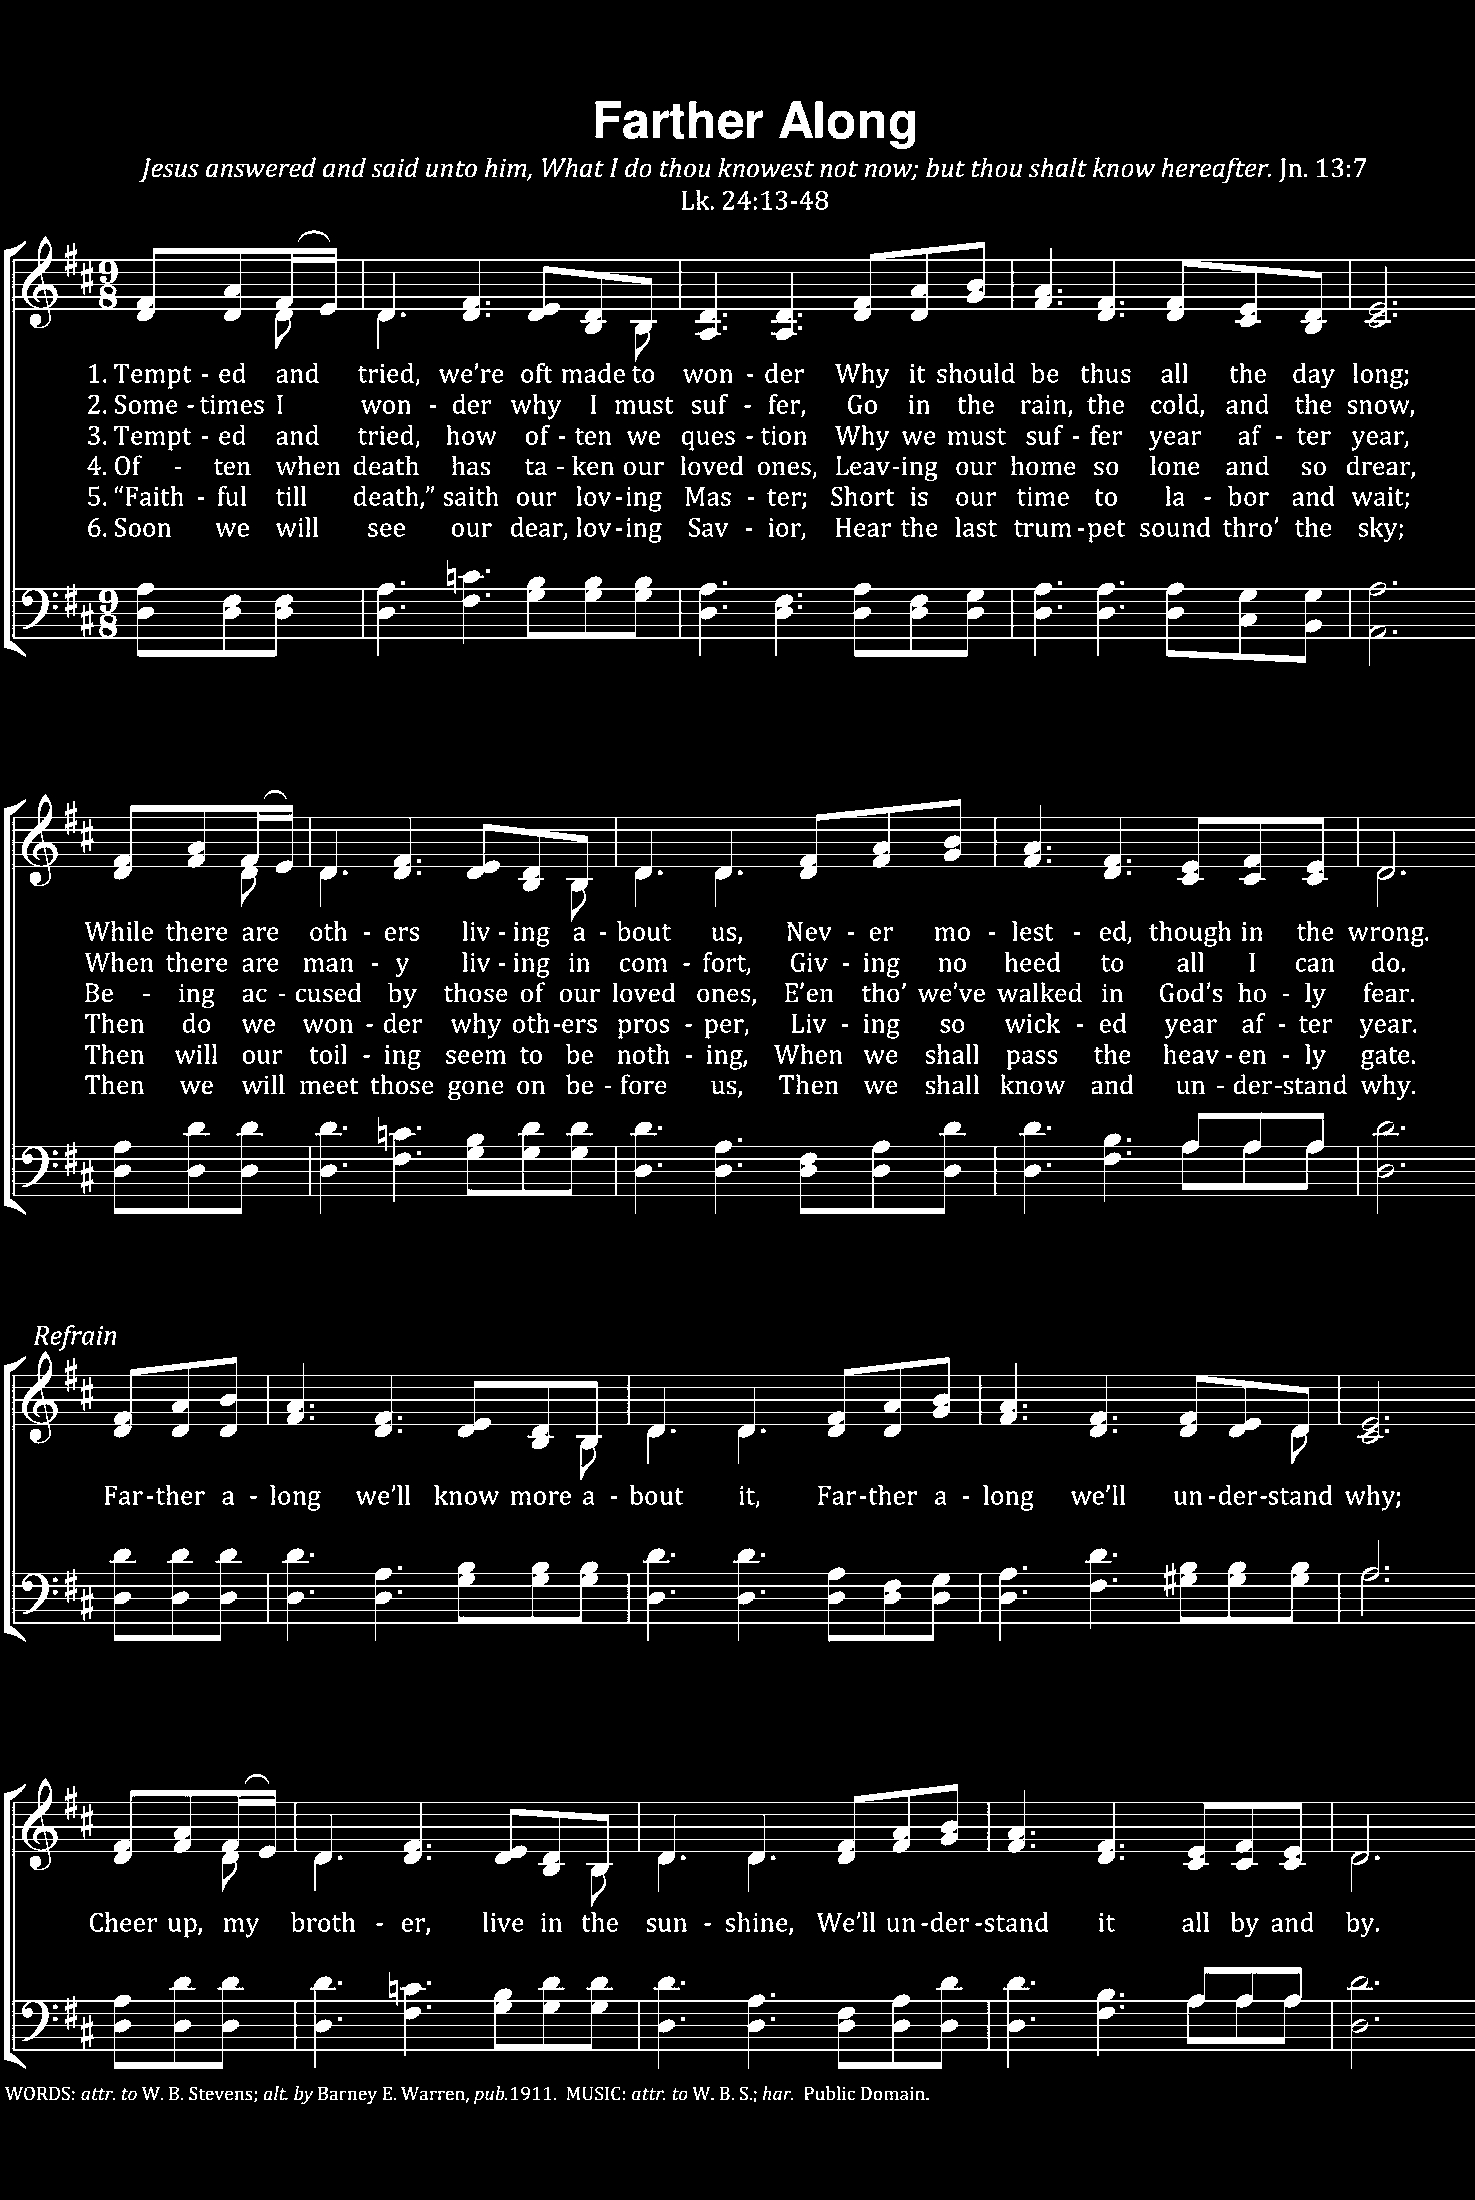 Farther Along
Jesus answered and said unto him, What I do thou knowest not now; but thou shalt know hereafter. Jn. 13:7
Lk. 24:13-48
9 8
1. Tempt - ed and tried, we're oft made to won - der Why it should be thus all the day long;
2. Some - times I won - der why I must suf - fer, Go in the rain, the cold, and the snow,
3. Tempt - ed and tried, how of - ten we ques - tion Why we must suf - fer year af - ter year,
4. Of - ten when death has ta - ken our loved ones, Leav - ing our home so lone and so drear,
5. “Faith - ful till death,” saith our lov - ing Mas - ter; Short is our time to la - bor and wait;
6. Soon we will see our dear, lov - ing Sav - ior, Hear the last trum - pet sound thro' the sky;
9 8
While there are oth - ers liv - ing a - bout us, Nev - er mo - lest - ed, though in the wrong.
When there are man - y liv - ing in com - fort, Giv - ing no heed to all I can do.
Be - ing ac - cused by those of our loved ones, E'en tho' we've walked in God's ho - ly fear.
Then do we won - der why oth - ers pros - per, Liv - ing so wick - ed year af - ter year.
Then will our toil - ing seem to be noth - ing, When we shall pass the heav - en - ly gate.
Then we will meet those gone on be - fore us, Then we shall know and un - der - stand why.
Refrain
Far - ther a - long we'll know more a - bout it, Far - ther a - long we'll un - der - stand why;
Cheer up, my broth - er, live in the sun - shine, We'll un - der - stand it all by and by.
WORDS: attr. to W. B. Stevens; alt. by Barney E. Warren, pub.1911. MUSIC: attr. to W. B. S.; har. Public Domain.